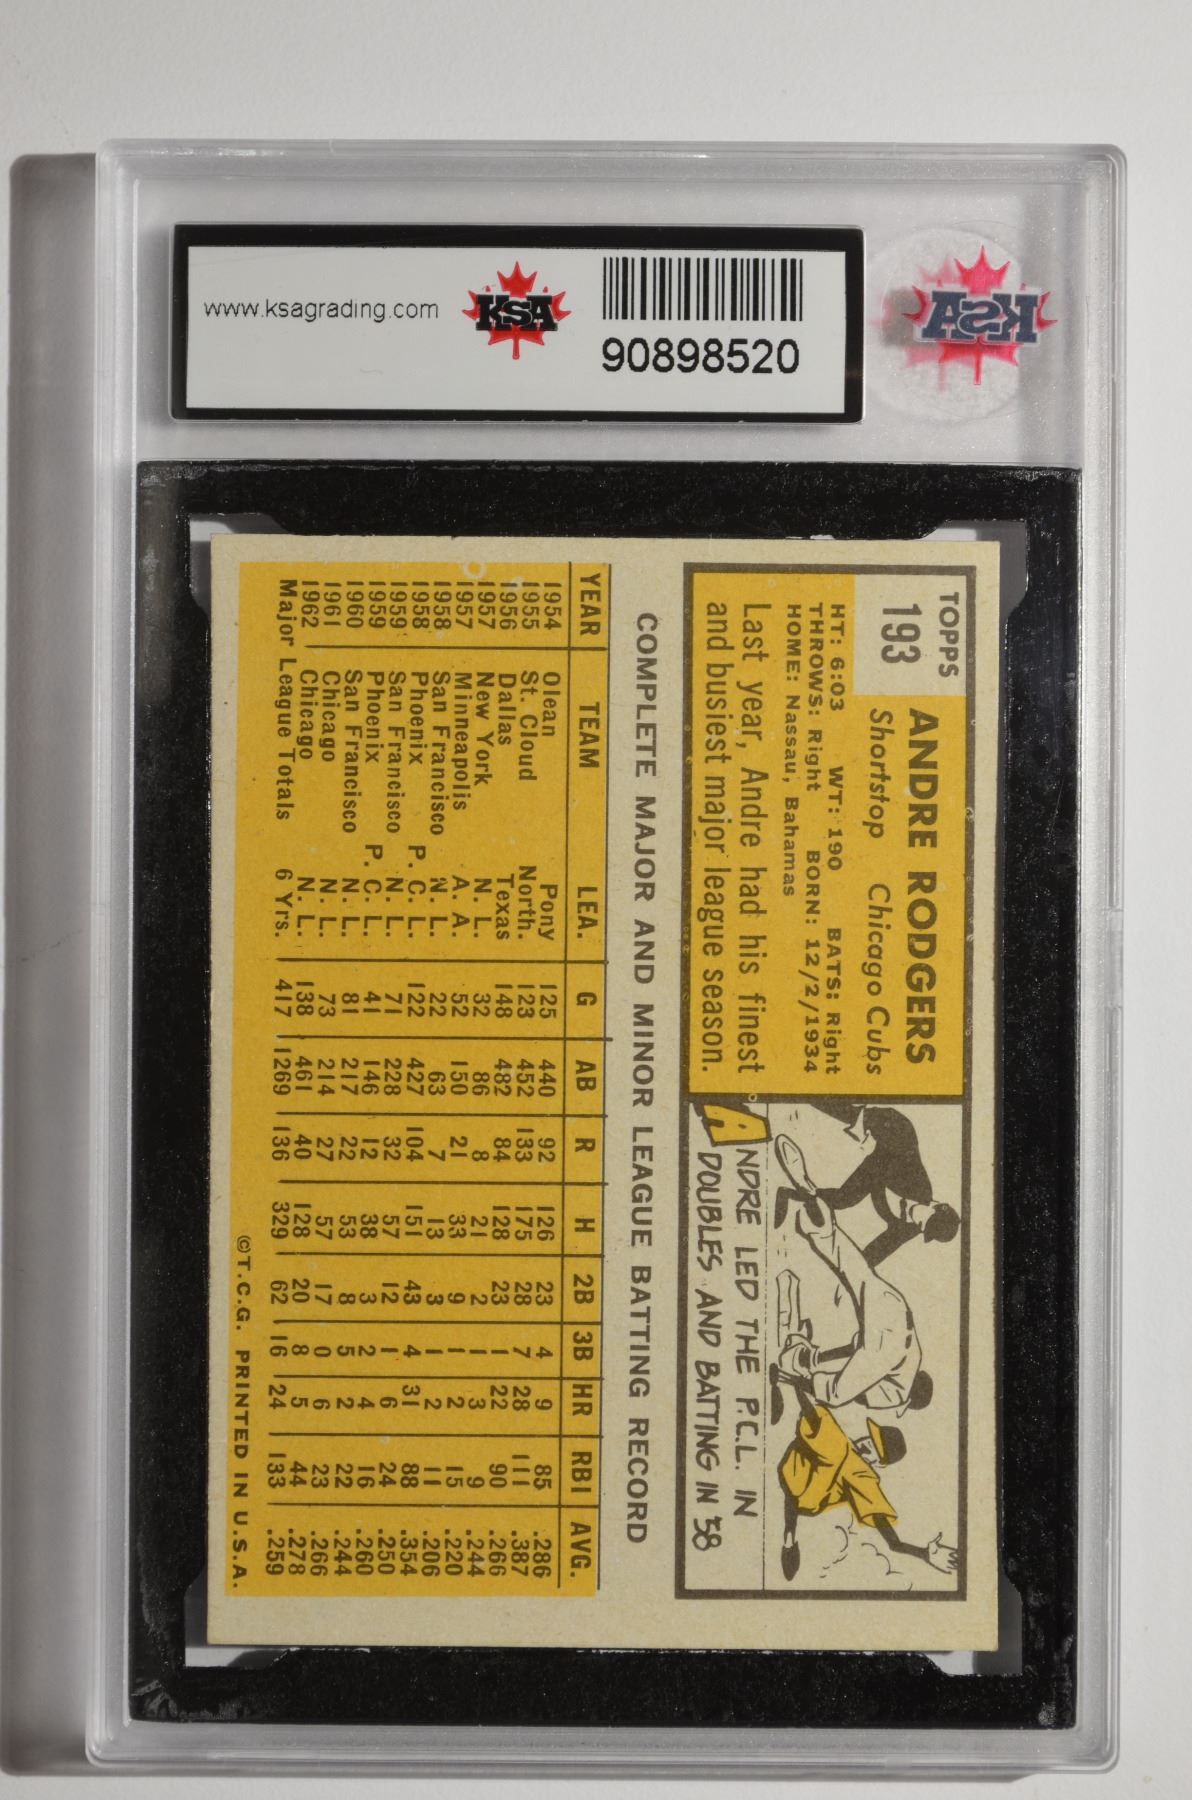 www.ksagrading.com
KSA
90898520
KSA
TOPPS
193
ANDRE RODGERS
Shortstop Chicago Cubs
HT: 6:03 WT: 190 BATS: Right
THROWS: Right BORN: 12/2/1934
HOME: Nassau, Bahamas
Last year, Andre had his finest
and busiest major league season.
ANDRE LED THE P.C.L. IN
DOUBLES AND BATTING IN '58
COMPLETE MAJOR AND MINOR LEAGUE BATTING RECORD
YEAR TEAM LEA. G AB R H 2B 3B HR RBI AVG.
1954 Olean Pony 125 440 92 126 23 4 9 85 .286
1955 St. Cloud North. 123 452 133 175 28 7 28 111 .387
1956 Dallas Texas 148 482 84 128 23 1 22 90 .266
1957 New York N. L. 32 86 8 21 2 1 3 9 .244
1957 Minneapolis A. A. 52 150 21 33 9 1 2 15 .220
1958 San Francisco N. L. 22 63 7 13 3 1 2 11 .206
1958 Phoenix P. C. L. 122 427 104 151 43 4 31 88 .354
1959 San Francisco N. L. 71 228 32 57 12 1 6 24 .250
1959 Phoenix P. C. L. 41 146 12 38 3 2 4 16 .260
1960 San Francisco N. L. 81 217 22 53 8 5 2 22 .244
1961 Chicago N. L. 73 214 27 57 17 0 6 23 .266
1962 Chicago N. L. 138 461 40 128 20 8 5 44 .278
Major League Totals 6 Yrs. 417 1269 136 329 62 16 24 133 .259
©T.C.G. PRINTED IN U.S.A.